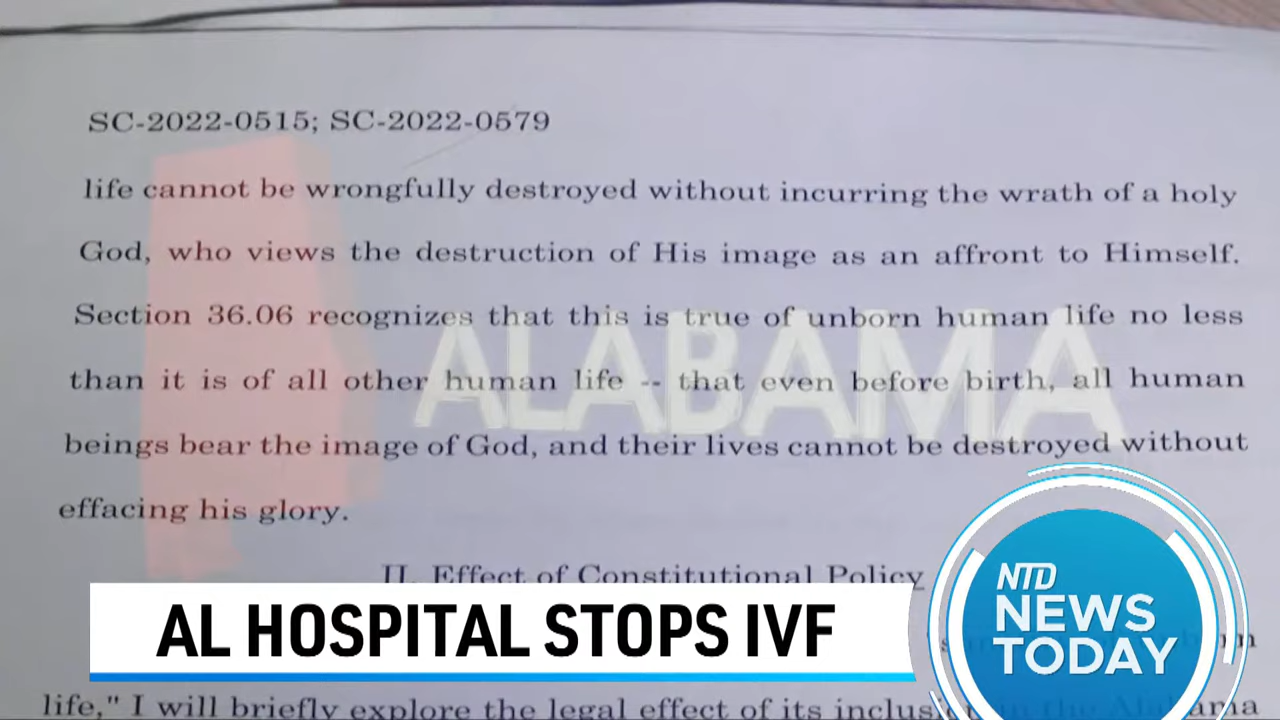 SC-2022-0515; SC-2022-0579
life cannot be wrongfully destroyed without incurring the wrath of a holy
God, who views the destruction of His image as an affront to Himself.
Section 36.06 recognizes that this is true of unborn human life no less
than it is of all other human life -- that even before birth, all human
beings bear the image of God, and their lives cannot be destroyed without
effacing his glory.
ALABAMA
II. Effect of Constitutional Policy
AL HOSPITAL STOPS IVF
NTD
NEWS
TODAY
life," I will briefly explore the legal effect of its inclusion in the Alabama